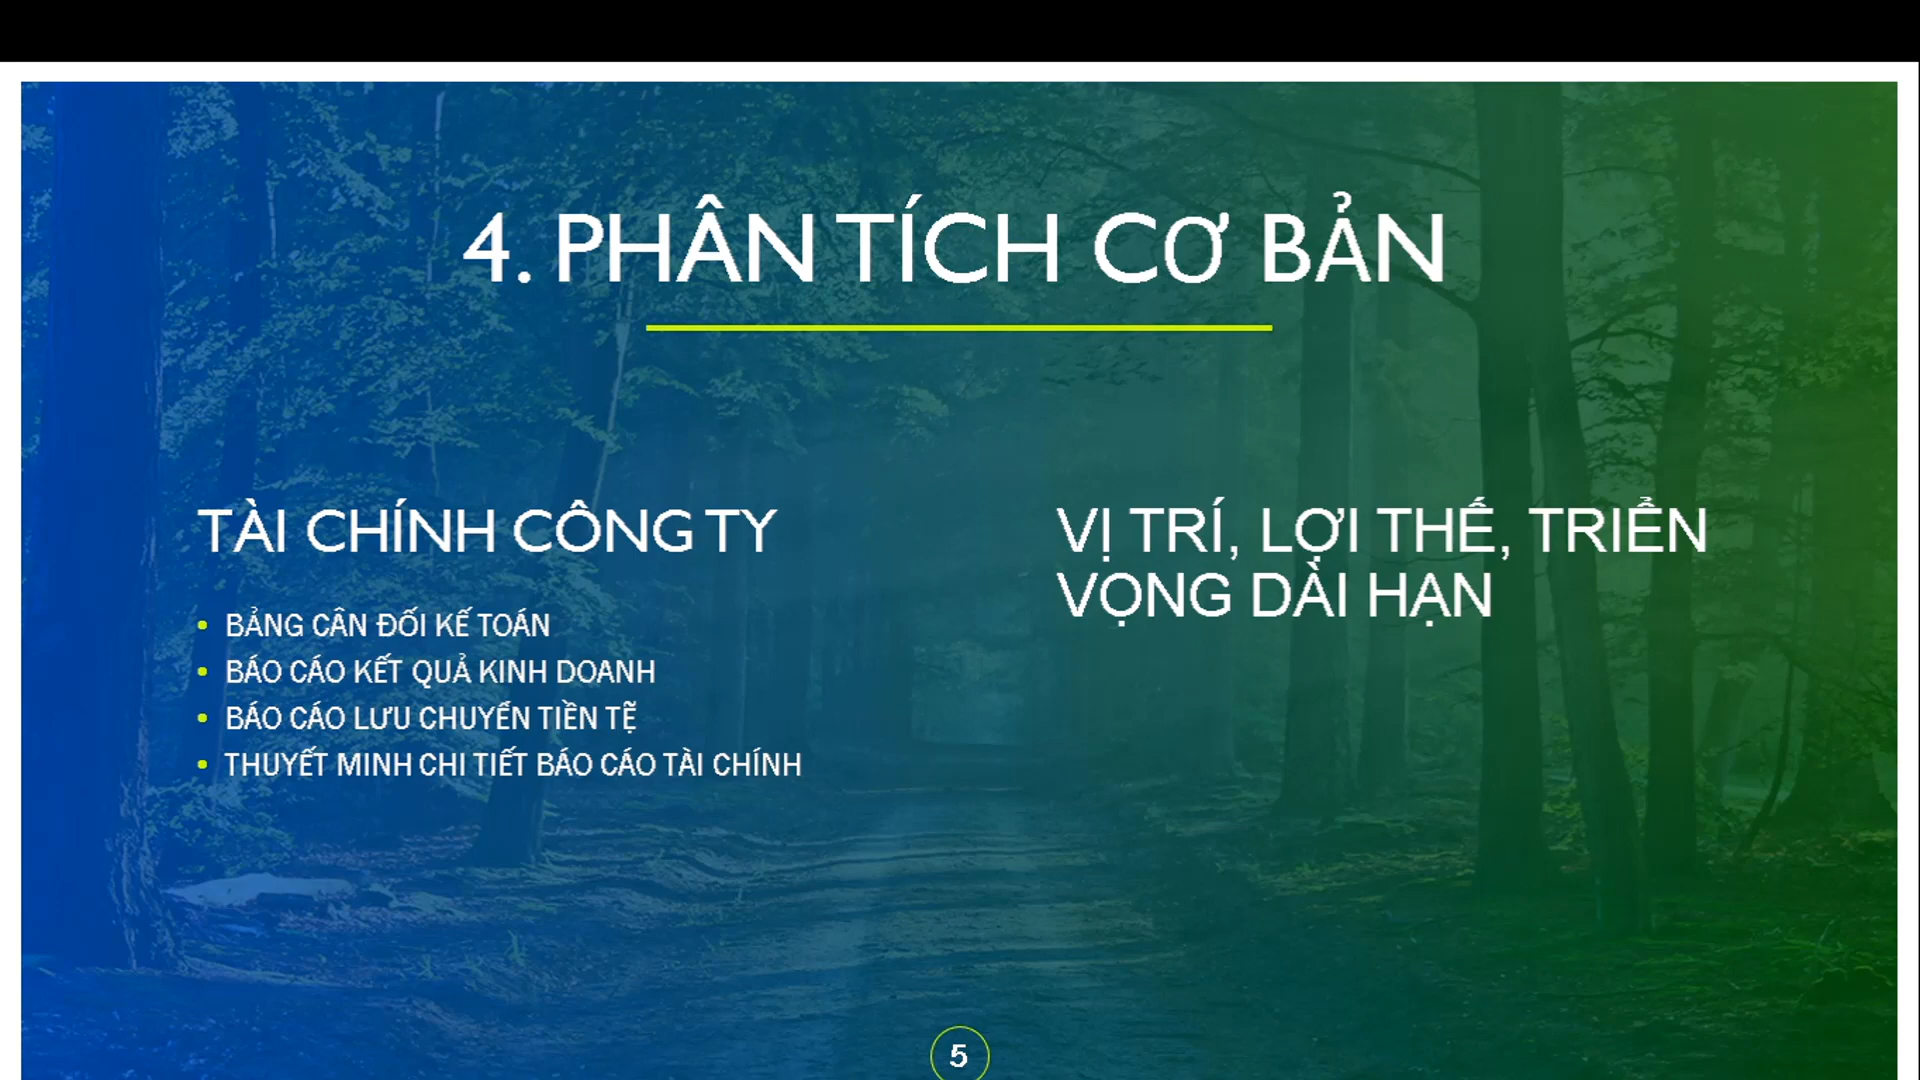 4. PHÂN TÍCH CƠ BẢN
TÀI CHÍNH CÔNG TY
• BẢNG CÂN ĐỐI KẾ TOÁN
• BÁO CÁO KẾT QUẢ KINH DOANH
• BÁO CÁO LƯU CHUYỂN TIỀN TỆ
• THUYẾT MINH CHI TIẾT BÁO CÁO TÀI CHÍNH
VỊ TRÍ, LỢI THẾ, TRIỂN
VỌNG DÀI HẠN
5